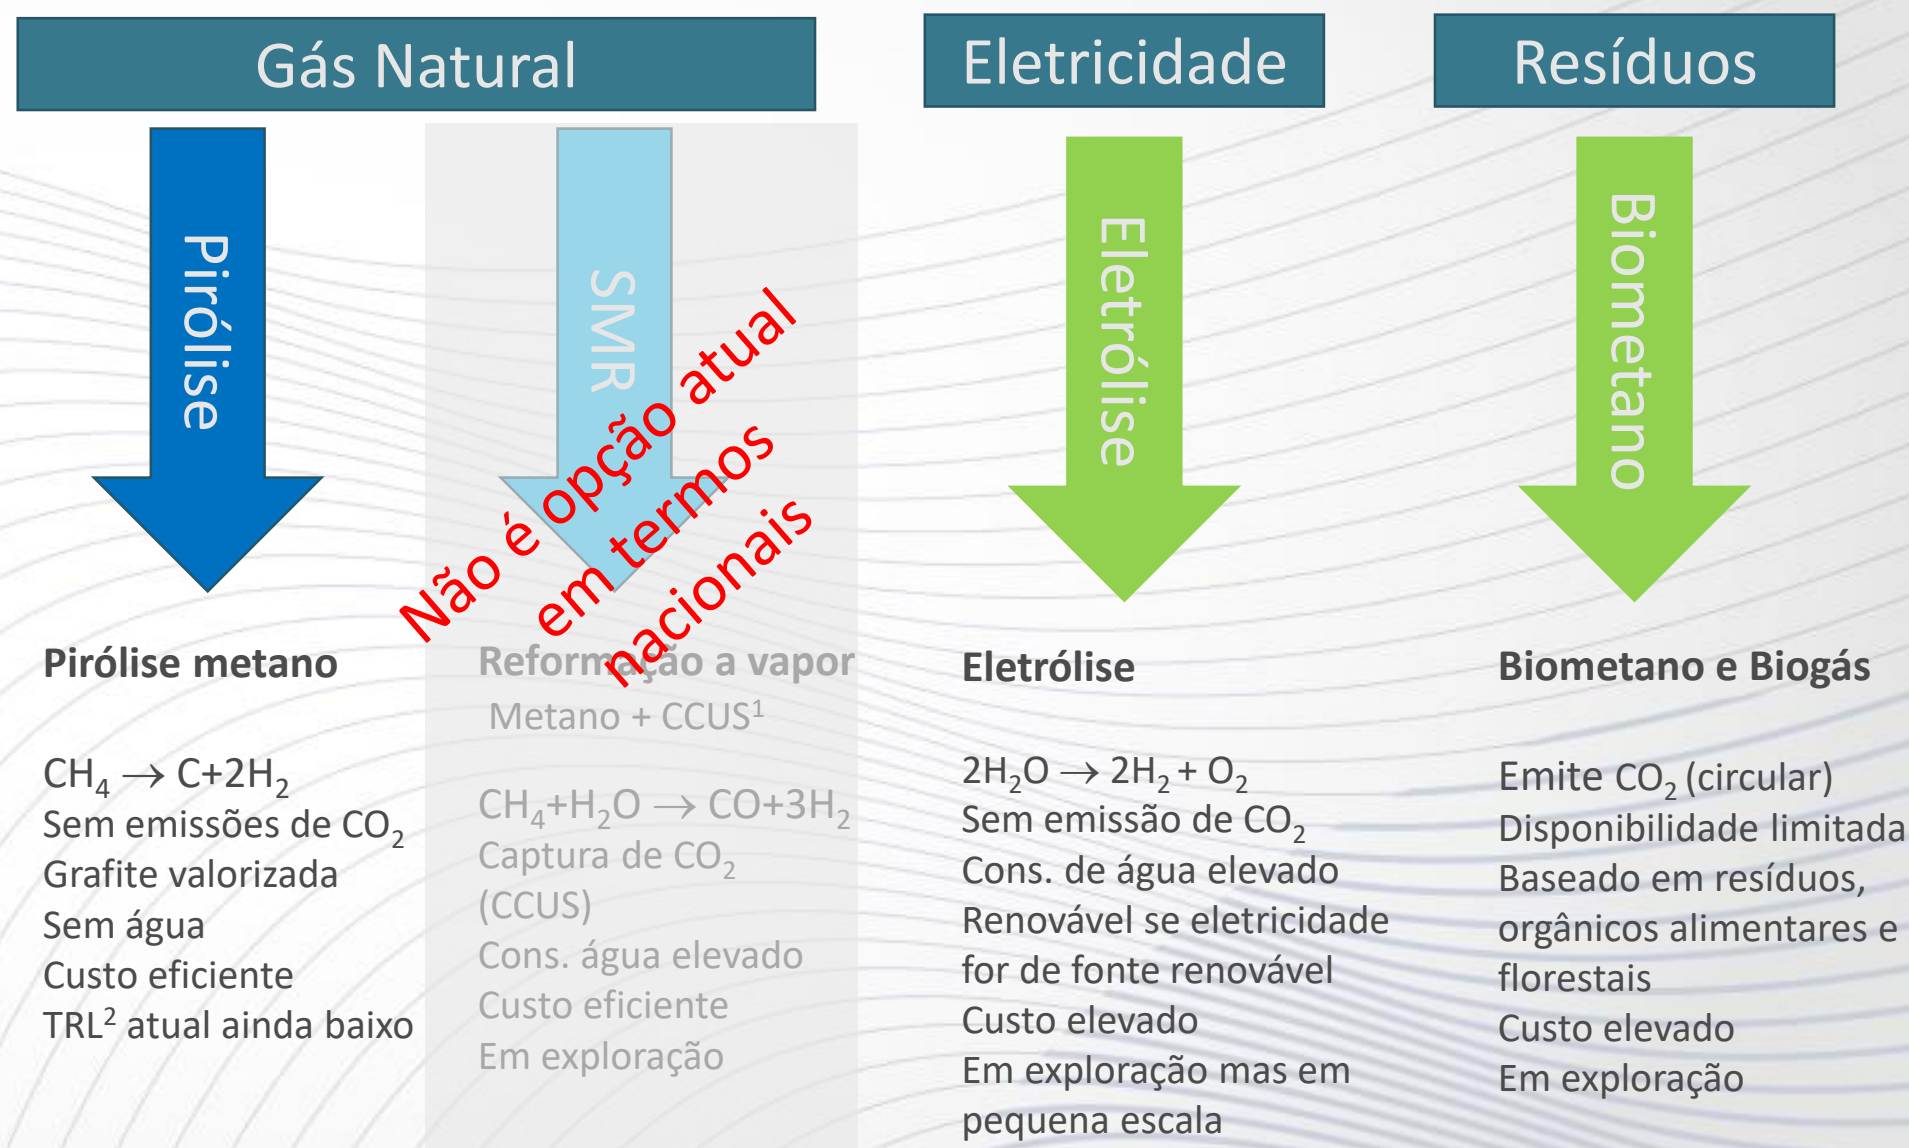 Gás Natural
Eletricidade
Resíduos
Pirólise
SMR
Eletrólise
Biometano
Não é opção atual
em termos
nacionais
Pirólise metano
CH₄ → C+2H₂
Sem emissões de CO₂
Grafite valorizada
Sem água
Custo eficiente
TRL² atual ainda baixo
Reformação a vapor
Metano + CCUS¹
CH₄+H₂O → CO+3H₂
Captura de CO₂
(CCUS)
Cons. água elevado
Custo eficiente
Em exploração
Eletrólise
2H₂O → 2H₂ + O₂
Sem emissão de CO₂
Cons. de água elevado
Renovável se eletricidade
for de fonte renovável
Custo elevado
Em exploração mas em
pequena escala
Biometano e Biogás
Emite CO₂ (circular)
Disponibilidade limitada
Baseado em resíduos,
orgânicos alimentares e
florestais
Custo elevado
Em exploração